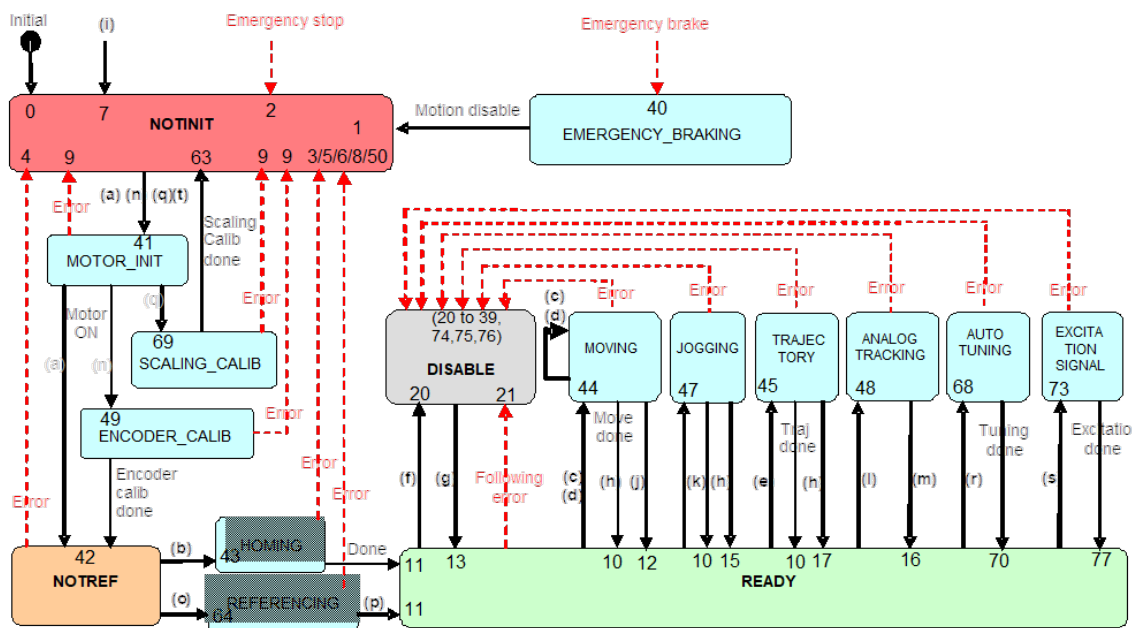 Initial
(i)
Emergency stop
Emergency brake
0
7
2
1
NOTINIT
4
9
63
9
9
3/5/6/8/50
Motion disable
40
EMERGENCY_BRAKING
(a)
(n)
(q)(t)
Error
Scaling
Calib
done
41
MOTOR_INIT
Motor
ON
(q)
(a)
(n)
Error
69
SCALING_CALIB
49
ENCODER_CALIB
Error
Encoder
calib
done
Error
Error
Error
42
NOTREF
(b)
(o)
43
HOMING
Done
64
REFERENCING
(p)
(20 to 39,
74,75,76)
DISABLE
20
21
(f)
(g)
Following
error
(c)
(d)
Error
Error
Error
Error
Error
Error
MOVING
44
JOGGING
47
TRAJEC
TORY
45
ANALOG
TRACKING
48
AUTO
TUNING
68
EXCITA
TION
SIGNAL
73
Move
done
Traj
done
Tuning
done
Excitatio
done
(c)
(d)
(h)
(j)
(k)
(h)
(e)
(h)
(l)
(m)
(r)
(s)
11
13
10
12
10
15
10
17
16
70
77
READY
11